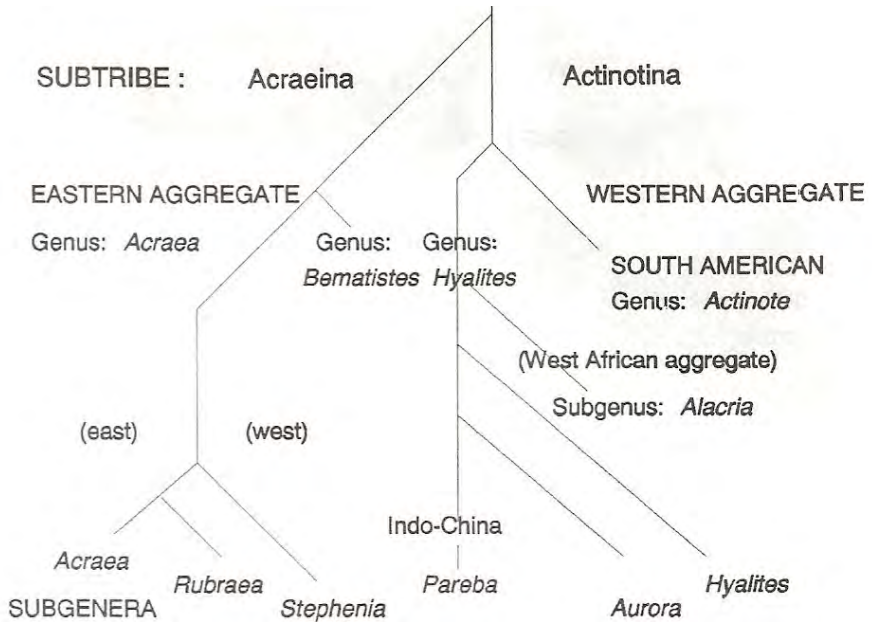 SUBTRIBE : Acraeina Actinotina
EASTERN AGGREGATE WESTERN AGGREGATE
Genus: Acraea Genus: Genus:
Bematistes Hyalites
SOUTH AMERICAN
Genus: Actinote
(West African aggregate)
Subgenus: Alacria
(east) (west)
Indo-China
Acraea Rubraea Stephenia Pareba Aurora Hyalites
SUBGENERA